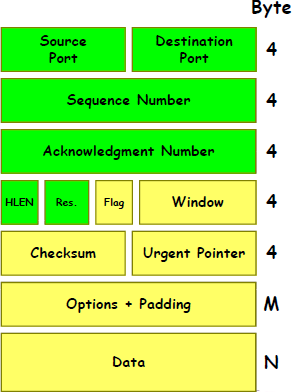 Byte
Source Destination
Port Port 4
Sequence Number 4
Acknowledgment Number 4
HLEN Res. Flag Window 4
Checksum Urgent Pointer 4
Options + Padding M
Data N